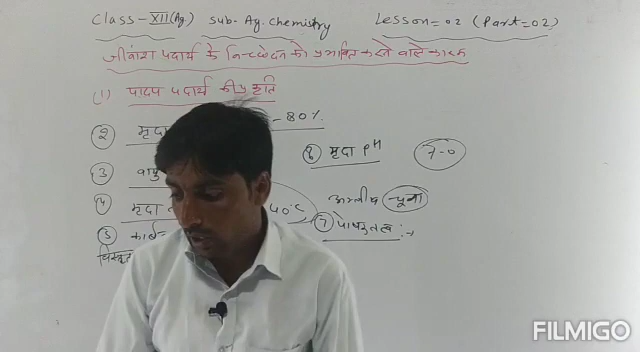 Class - XII (Ag) Sub- Ag. Chemistry Lesson = 02 (Part = 02)
जीवांश पदार्थ के विच्छेदन को प्रभावित करने वाले कारक
(1) पादप पदार्थ की प्रकृति
② मृदा - 80%
③ वायु
④ मृदा 40°C
⑤ कार्ब
विस्तृत
⑥ मृदा PH 7-0
अम्लीय चूना
⑦ पोषक तत्व :→
FILMIGO